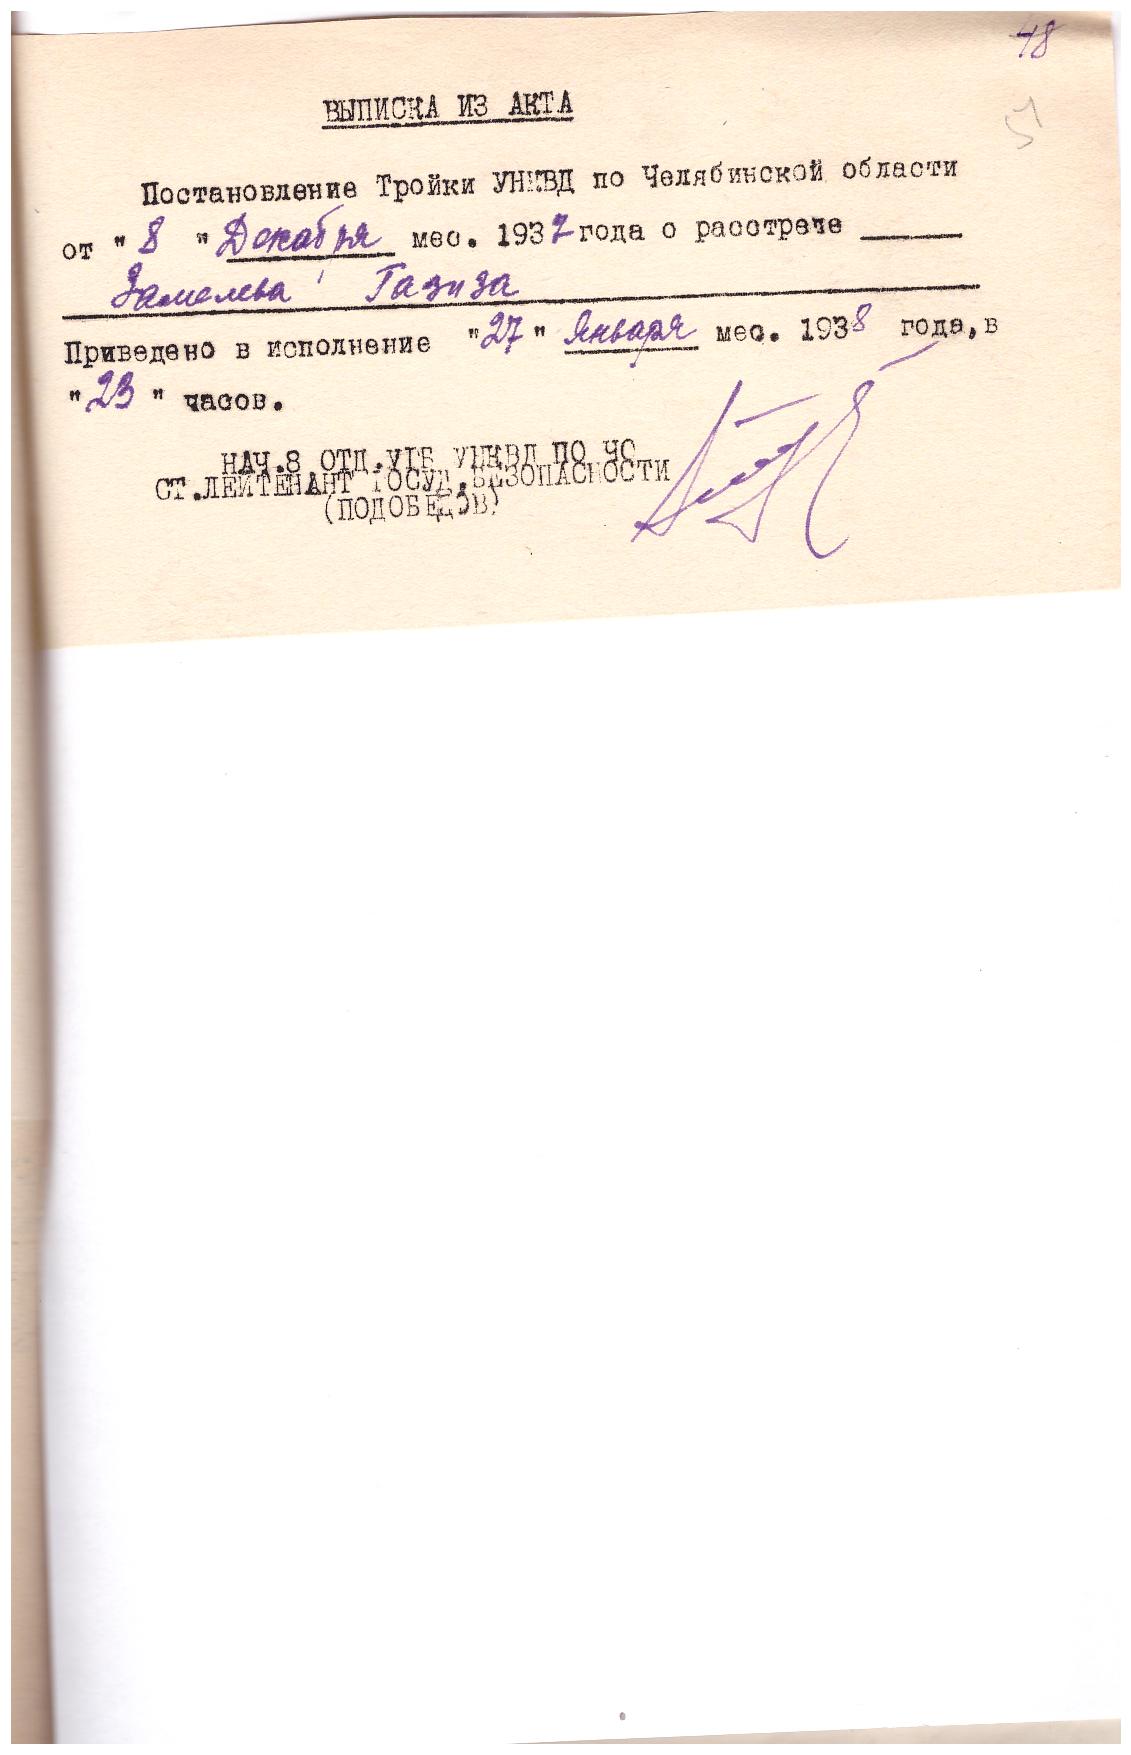 48
51
ВЫПИСКА ИЗ АКТА
Постановление Тройки УНКВД по Челябинской области
от " 8 " Декабря мес. 1937 года о расстреле
Замелева Газиза
Приведено в исполнение "27" Января мес. 1938 года, в
"23" часов.
НАЧ.8 ОТД.УГБ УНКВД ПО ЧО
СТ.ЛЕЙТЕНАНТ ГОСУД.БЕЗОПАСНОСТИ
(ПОДОБЕДОВ)